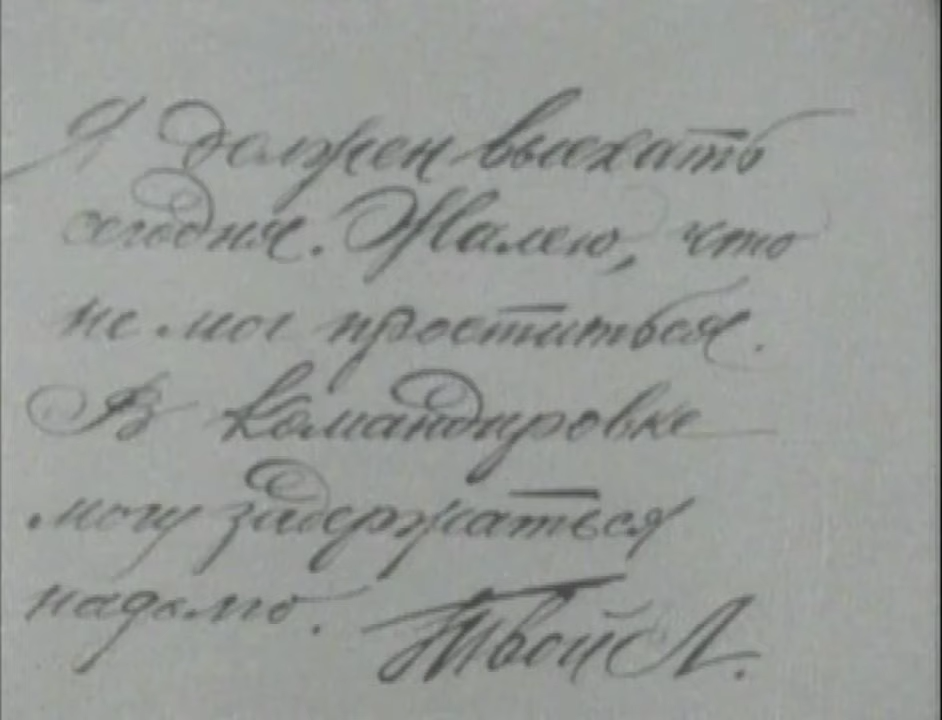 Я должен выехать
сегодня. Жалею, что
не мог проститься.
В командировке
могу задержаться
надолго. Твой Л.